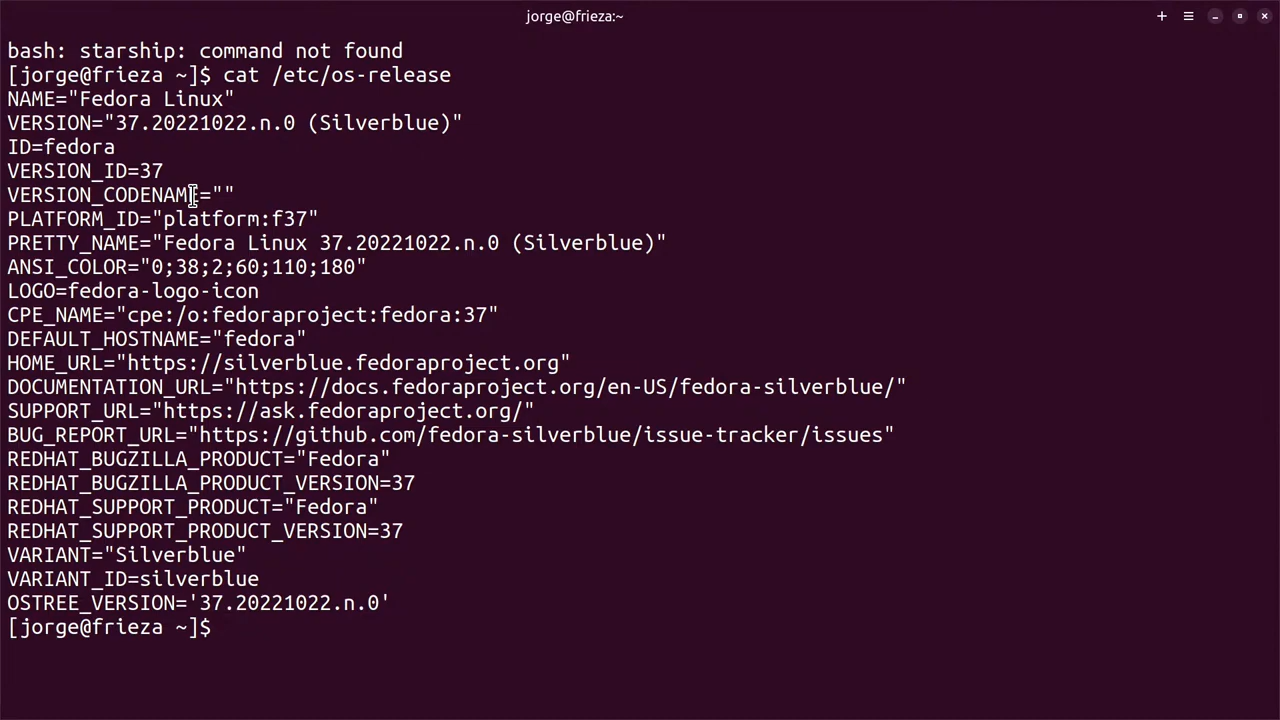 jorge@frieza:~
bash: starship: command not found
[jorge@frieza ~]$ cat /etc/os-release
NAME="Fedora Linux"
VERSION="37.20221022.n.0 (Silverblue)"
ID=fedora
VERSION_ID=37
VERSION_CODENAME=""
PLATFORM_ID="platform:f37"
PRETTY_NAME="Fedora Linux 37.20221022.n.0 (Silverblue)"
ANSI_COLOR="0;38;2;60;110;180"
LOGO=fedora-logo-icon
CPE_NAME="cpe:/o:fedoraproject:fedora:37"
DEFAULT_HOSTNAME="fedora"
HOME_URL="https://silverblue.fedoraproject.org"
DOCUMENTATION_URL="https://docs.fedoraproject.org/en-US/fedora-silverblue/"
SUPPORT_URL="https://ask.fedoraproject.org/"
BUG_REPORT_URL="https://github.com/fedora-silverblue/issue-tracker/issues"
REDHAT_BUGZILLA_PRODUCT="Fedora"
REDHAT_BUGZILLA_PRODUCT_VERSION=37
REDHAT_SUPPORT_PRODUCT="Fedora"
REDHAT_SUPPORT_PRODUCT_VERSION=37
VARIANT="Silverblue"
VARIANT_ID=silverblue
OSTREE_VERSION='37.20221022.n.0'
[jorge@frieza ~]$